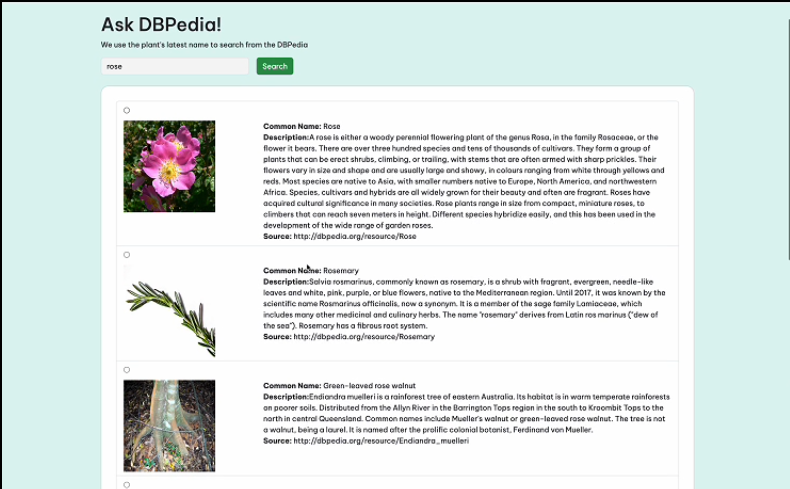 Ask DBPedia!
We use the plant's latest name to search from the DBPedia
rose
Search
Common Name: Rose
Description:A rose is either a woody perennial flowering plant of the genus Rosa, in the family Rosaceae, or the
flower it bears. There are over three hundred species and tens of thousands of cultivars. They form a group of
plants that can be erect shrubs, climbing, or trailing, with stems that are often armed with sharp prickles. Their
flowers vary in size and shape and are usually large and showy, in colours ranging from white through yellows and
reds. Most species are native to Asia, with smaller numbers native to Europe, North America, and northwestern
Africa. Species, cultivars and hybrids are all widely grown for their beauty and often are fragrant. Roses have
acquired cultural significance in many societies. Rose plants range in size from compact, miniature roses, to
climbers that can reach seven meters in height. Different species hybridize easily, and this has been used in the
development of the wide range of garden roses.
Source: http://dbpedia.org/resource/Rose
Common Name: Rosemary
Description:Salvia rosmarinus, commonly known as rosemary, is a shrub with fragrant, evergreen, needle-like
leaves and white, pink, purple, or blue flowers, native to the Mediterranean region. Until 2017, it was known by the
scientific name Rosmarinus officinalis, now a synonym. It is a member of the sage family Lamiaceae, which
includes many other medicinal and culinary herbs. The name "rosemary" derives from Latin ros marinus ("dew of
the sea"). Rosemary has a fibrous root system.
Source: http://dbpedia.org/resource/Rosemary
Common Name: Green-leaved rose walnut
Description:Endiandra muelleri is a rainforest tree of eastern Australia. Its habitat is in warm temperate rainforests
on poorer soils. Distributed from the Allyn River in the Barrington Tops region in the south to Kroombit Tops to the
north in central Queensland. Common names include Mueller's walnut or green-leaved rose walnut. The tree is not
a walnut, being a laurel. It is named after the prolific colonial botanist, Ferdinand von Mueller.
Source: http://dbpedia.org/resource/Endiandra_muelleri